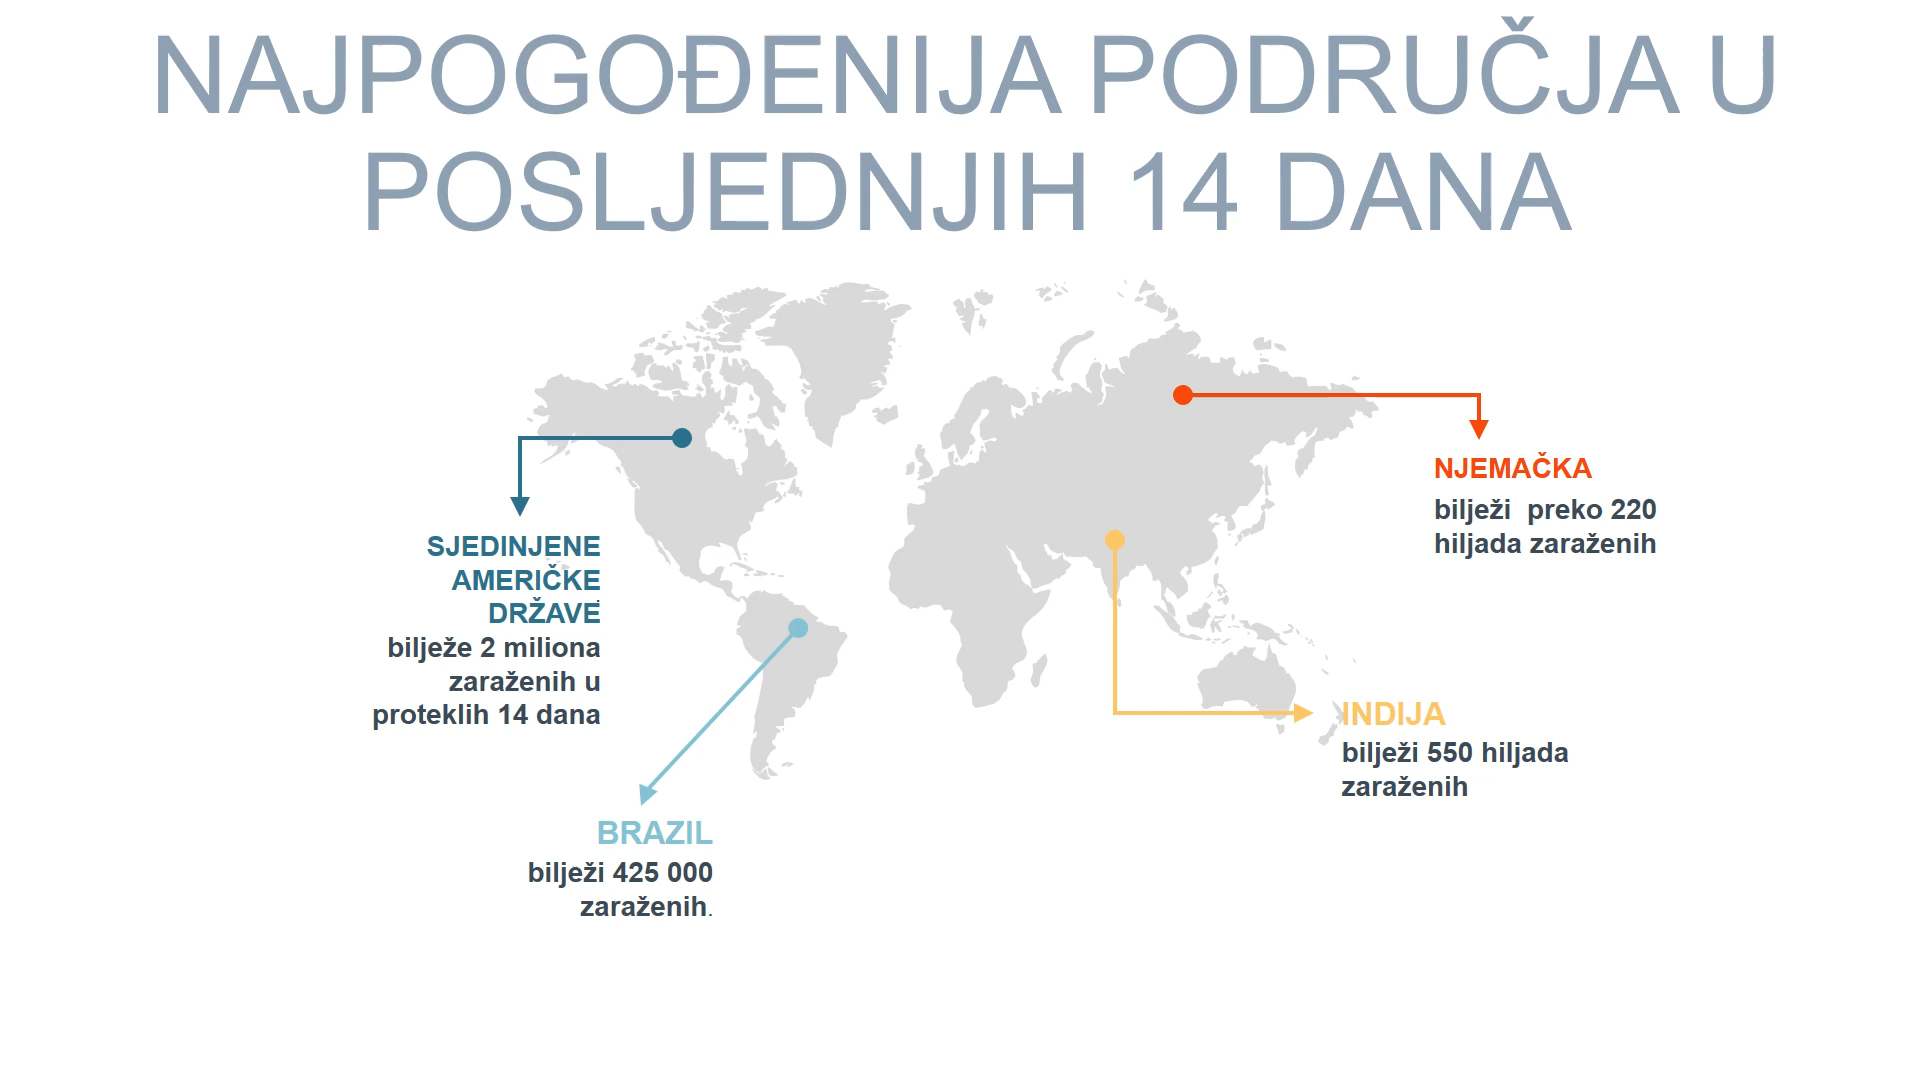 NAJPOGOĐENIJA PODRUČJA U
POSLJEDNJIH 14 DANA
NJEMAČKA
bilježi  preko 220
hiljada zaraženih
SJEDINJENE
AMERIČKE
DRŽAVE
bilježe 2 miliona
zaraženih u
proteklih 14 dana
INDIJA
bilježi 550 hiljada
zaraženih
BRAZIL
bilježi 425 000
zaraženih.